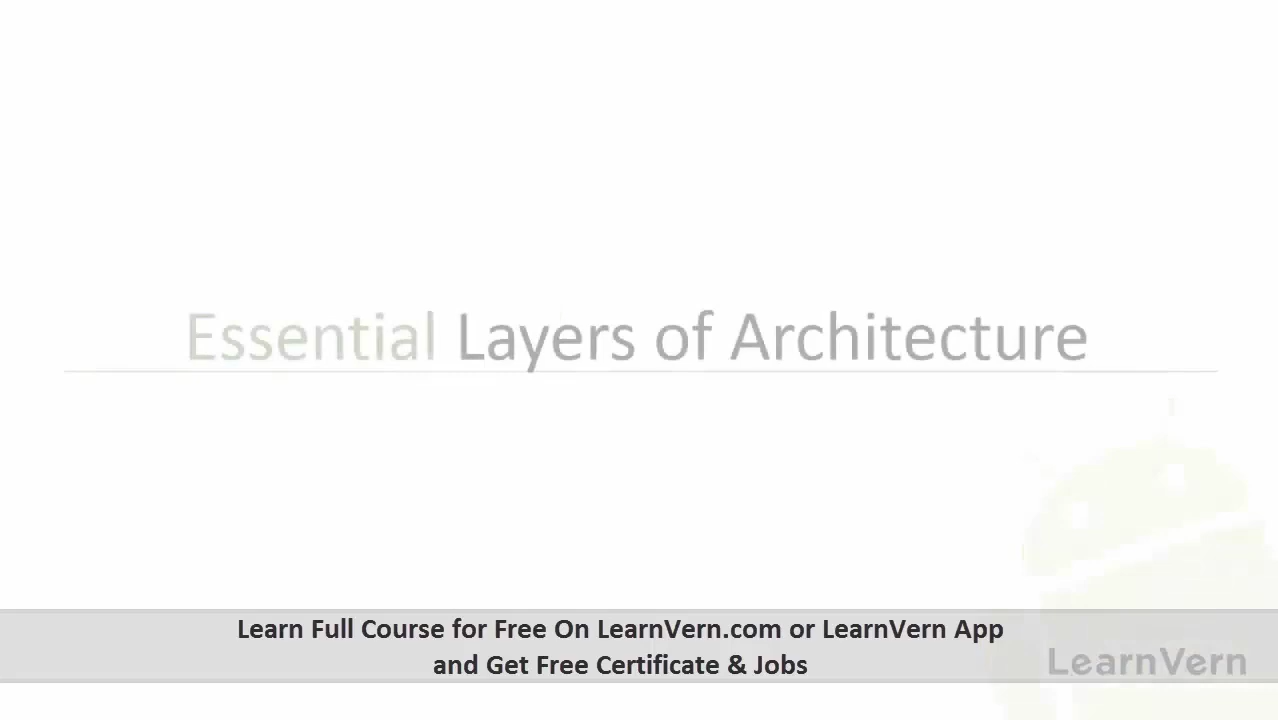 Essential Layers of Architecture
Learn Full Course for Free On LearnVern.com or LearnVern App
and Get Free Certificate & Jobs
LearnVern